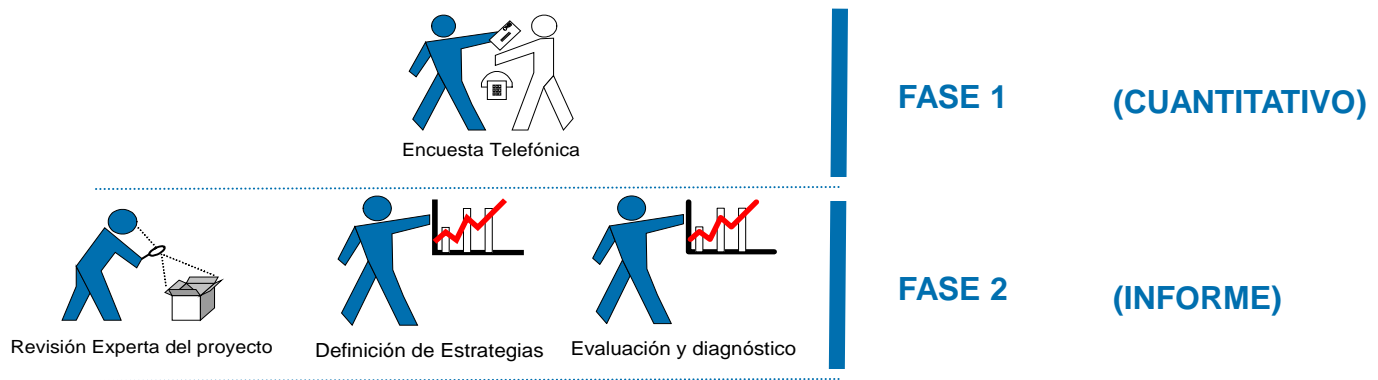 FASE 1
(CUANTITATIVO)
Encuesta Telefónica
FASE 2
(INFORME)
Revisión Experta del proyecto
Definición de Estrategias
Evaluación y diagnóstico